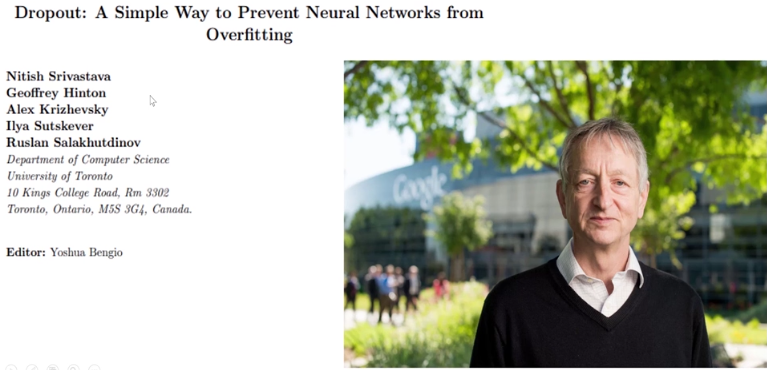 Dropout: A Simple Way to Prevent Neural Networks from
Overfitting
Nitish Srivastava
Geoffrey Hinton
Alex Krizhevsky
Ilya Sutskever
Ruslan Salakhutdinov
Department of Computer Science
University of Toronto
10 Kings College Road, Rm 3302
Toronto, Ontario, M5S 3G4, Canada.
Editor: Yoshua Bengio
Google